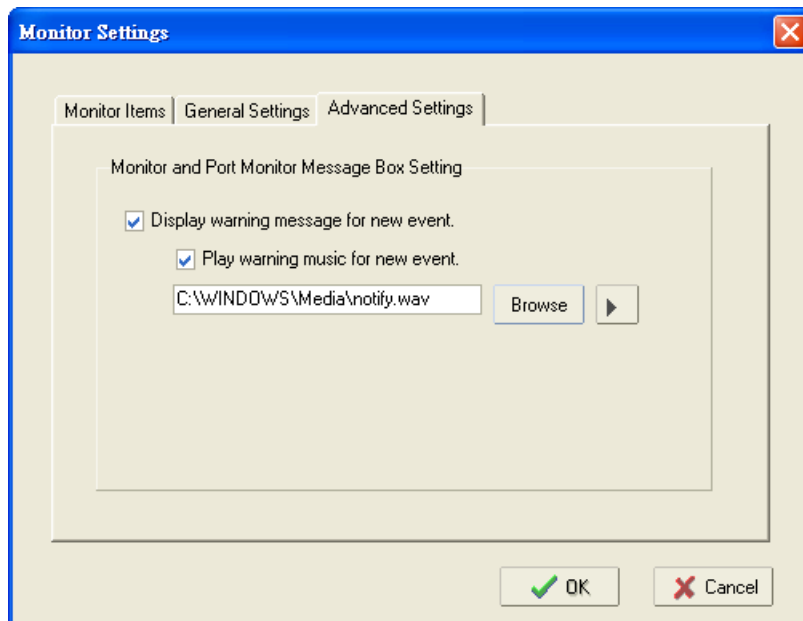 Monitor Settings
Monitor Items General Settings Advanced Settings
Monitor and Port Monitor Message Box Setting
Display warning message for new event.
Play warning music for new event.
C:\WINDOWS\Media\notify.wav Browse
OK Cancel